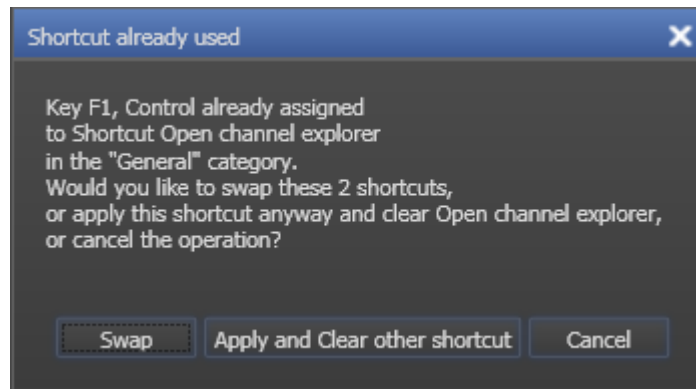 Shortcut already used
Key F1, Control already assigned
to Shortcut Open channel explorer
in the "General" category.
Would you like to swap these 2 shortcuts,
or apply this shortcut anyway and clear Open channel explorer,
or cancel the operation?
Swap Apply and Clear other shortcut Cancel